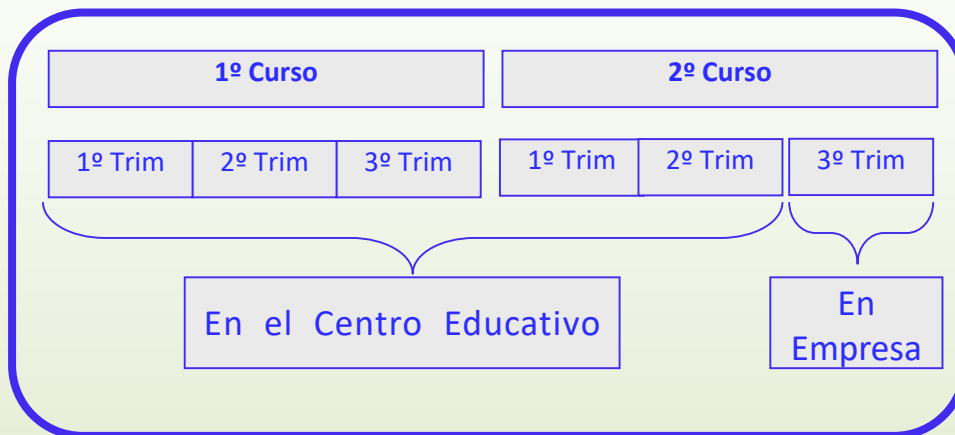 1º Curso
2º Curso
1º Trim
2º Trim
3º Trim
1º Trim
2º Trim
3º Trim
En el Centro Educativo
En
Empresa